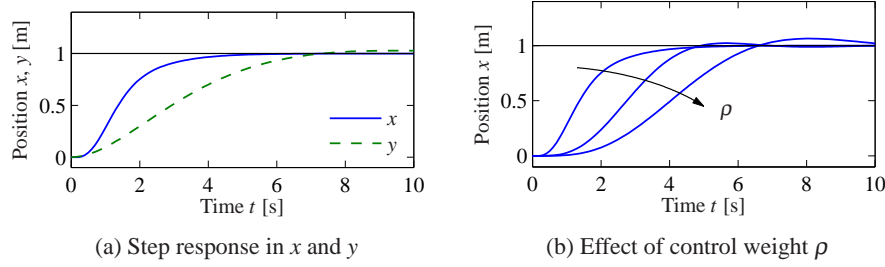 Position x, y [m]
1
0.5
0
x
y
0 2 4 6 8 10
Time t [s]
(a) Step response in x and y
Position x [m]
1
0.5
0
ρ
0 2 4 6 8 10
Time t [s]
(b) Effect of control weight ρ